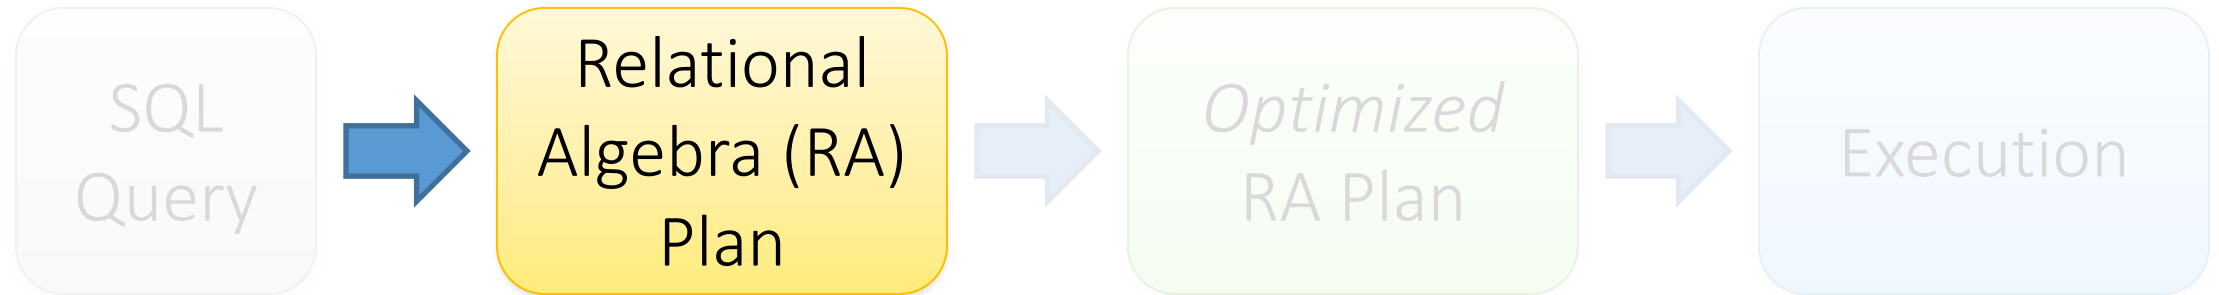 SQL
Query
Relational
Algebra (RA)
Plan
Optimized
RA Plan
Execution